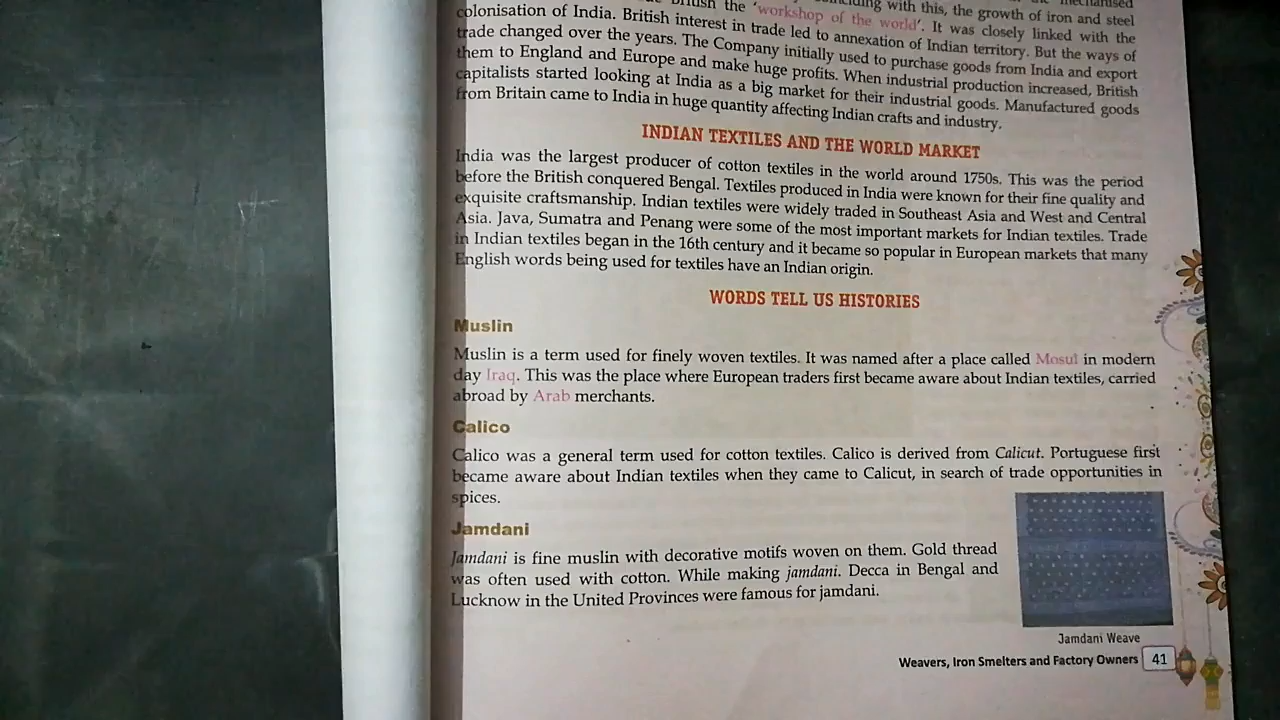 British the 'workshop of the world'. It was closely linked with the
with this, the growth of iron and steel
colonisation of India. British interest in trade led to annexation of Indian territory. But the ways of
trade changed over the years. The Company initially used to purchase goods from India and export
them to England and Europe and make huge profits. When industrial production increased, British
capitalists started looking at India as a big market for their industrial goods. Manufactured goods
from Britain came to India in huge quantity affecting Indian crafts and industry.
INDIAN TEXTILES AND THE WORLD MARKET
India was the largest producer of cotton textiles in the world around 1750s. This was the period
before the British conquered Bengal. Textiles produced in India were known for their fine quality and
exquisite craftsmanship. Indian textiles were widely traded in Southeast Asia and West and Central
Asia. Java, Sumatra and Penang were some of the most important markets for Indian textiles. Trade
in Indian textiles began in the 16th century and it became so popular in European markets that many
English words being used for textiles have an Indian origin.
WORDS TELL US HISTORIES
Muslin
Muslin is a term used for finely woven textiles. It was named after a place called Mosul in modern
day Iraq. This was the place where European traders first became aware about Indian textiles, carried
abroad by Arab merchants.
Calico
Calico was a general term used for cotton textiles. Calico is derived from Calicut. Portuguese first
became aware about Indian textiles when they came to Calicut, in search of trade opportunities in
spices.
Jamdani
Jamdani is fine muslin with decorative motifs woven on them. Gold thread
was often used with cotton. While making jamdani. Decca in Bengal and
Lucknow in the United Provinces were famous for jamdani.
Jamdani Weave
Weavers, Iron Smelters and Factory Owners 41